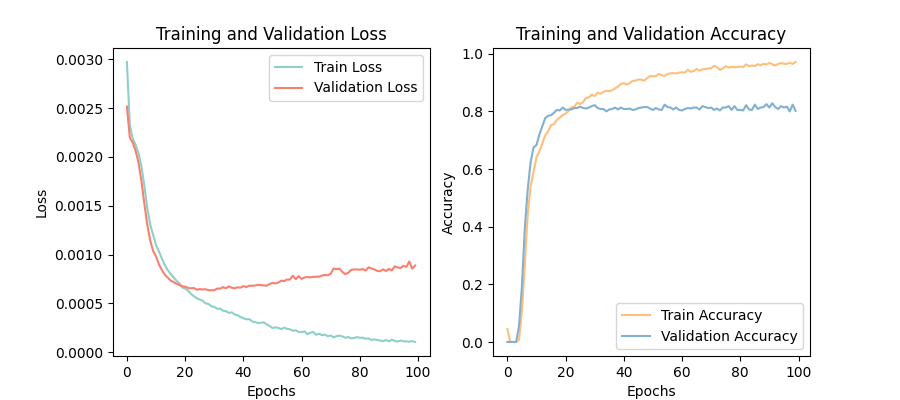 Training and Validation Loss
Loss
0.0030
0.0025
0.0020
0.0015
0.0010
0.0005
0.0000
Train Loss
Validation Loss
0 20 40 60 80 100
Epochs
Training and Validation Accuracy
Accuracy
1.0
0.8
0.6
0.4
0.2
0.0
Train Accuracy
Validation Accuracy
0 20 40 60 80 100
Epochs